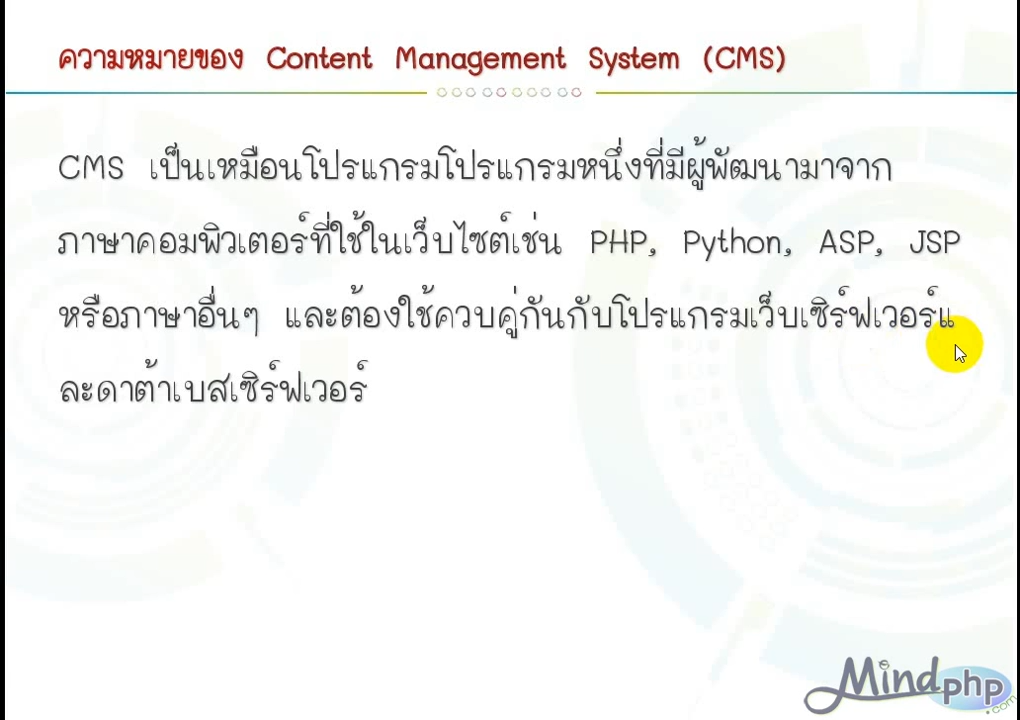 ความหมายของ Content Management System (CMS)
CMS เป็นเหมือนโปรแกรมโปรแกรมหนึ่งที่มีผู้พัฒนามาจาก
ภาษาคอมพิวเตอร์ที่ใช้ในเว็บไซต์เช่น PHP, Python, ASP, JSP
หรือภาษาอื่นๆ และต้องใช้ควบคู่กันกับโปรแกรมเว็บเซิร์ฟเวอร์แ
ละดาต้าเบสเซิร์ฟเวอร์
Mindphp.com